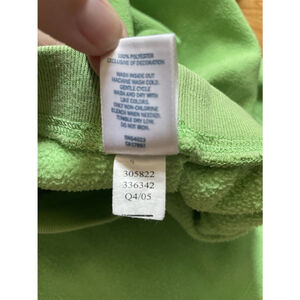 100% POLYESTER
EXCLUSIVE OF DECORATION
WASH INSIDE OUT
MACHINE WASH COLD,
GENTLE CYCLE
WASH AND DRY WITH
LIKE COLORS.
ONLY NON-CHLORINE
BLEACH WHEN NEEDED.
TUMBLE DRY LOW.
DO NOT IRON.
305822
336342
Q4/05